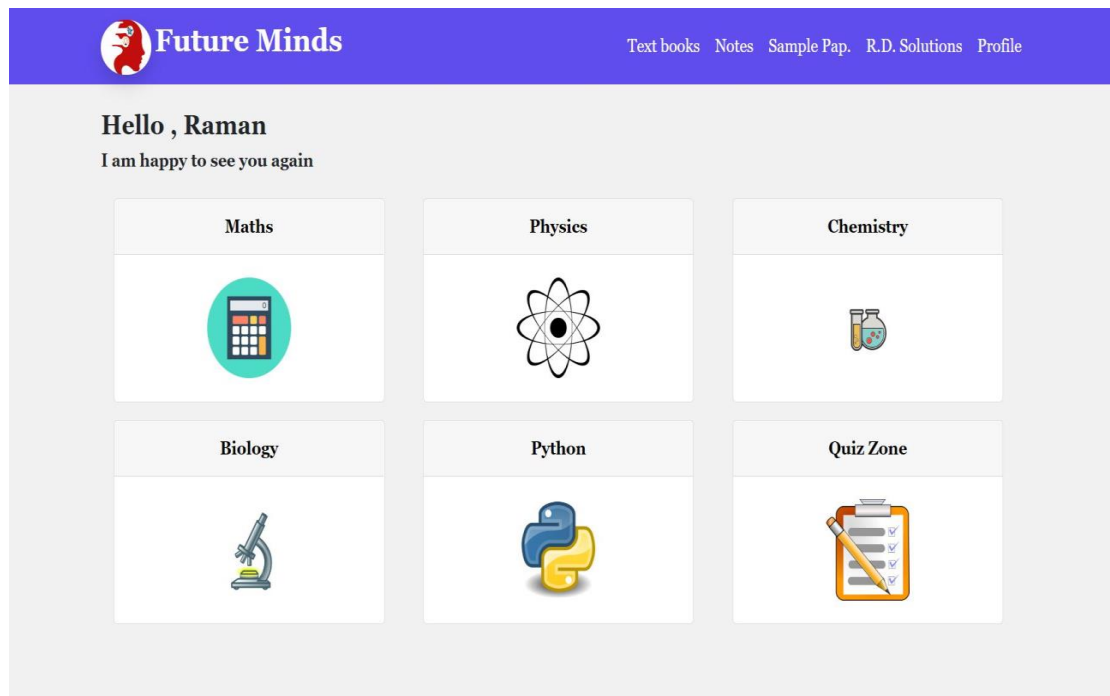 Future Minds
Text books Notes Sample Pap. R.D. Solutions Profile
Hello , Raman
I am happy to see you again
Maths
Physics
Chemistry
0
Biology
Python
Quiz Zone